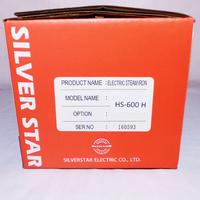 SILVER STAR
PRODUCT NAME : ELECTRIC STEAM IRON
MODEL NAME : HS-600 H
OPTION :
SER NO : 160593
SILVERSTAR ELECTRIC CO., LTD.